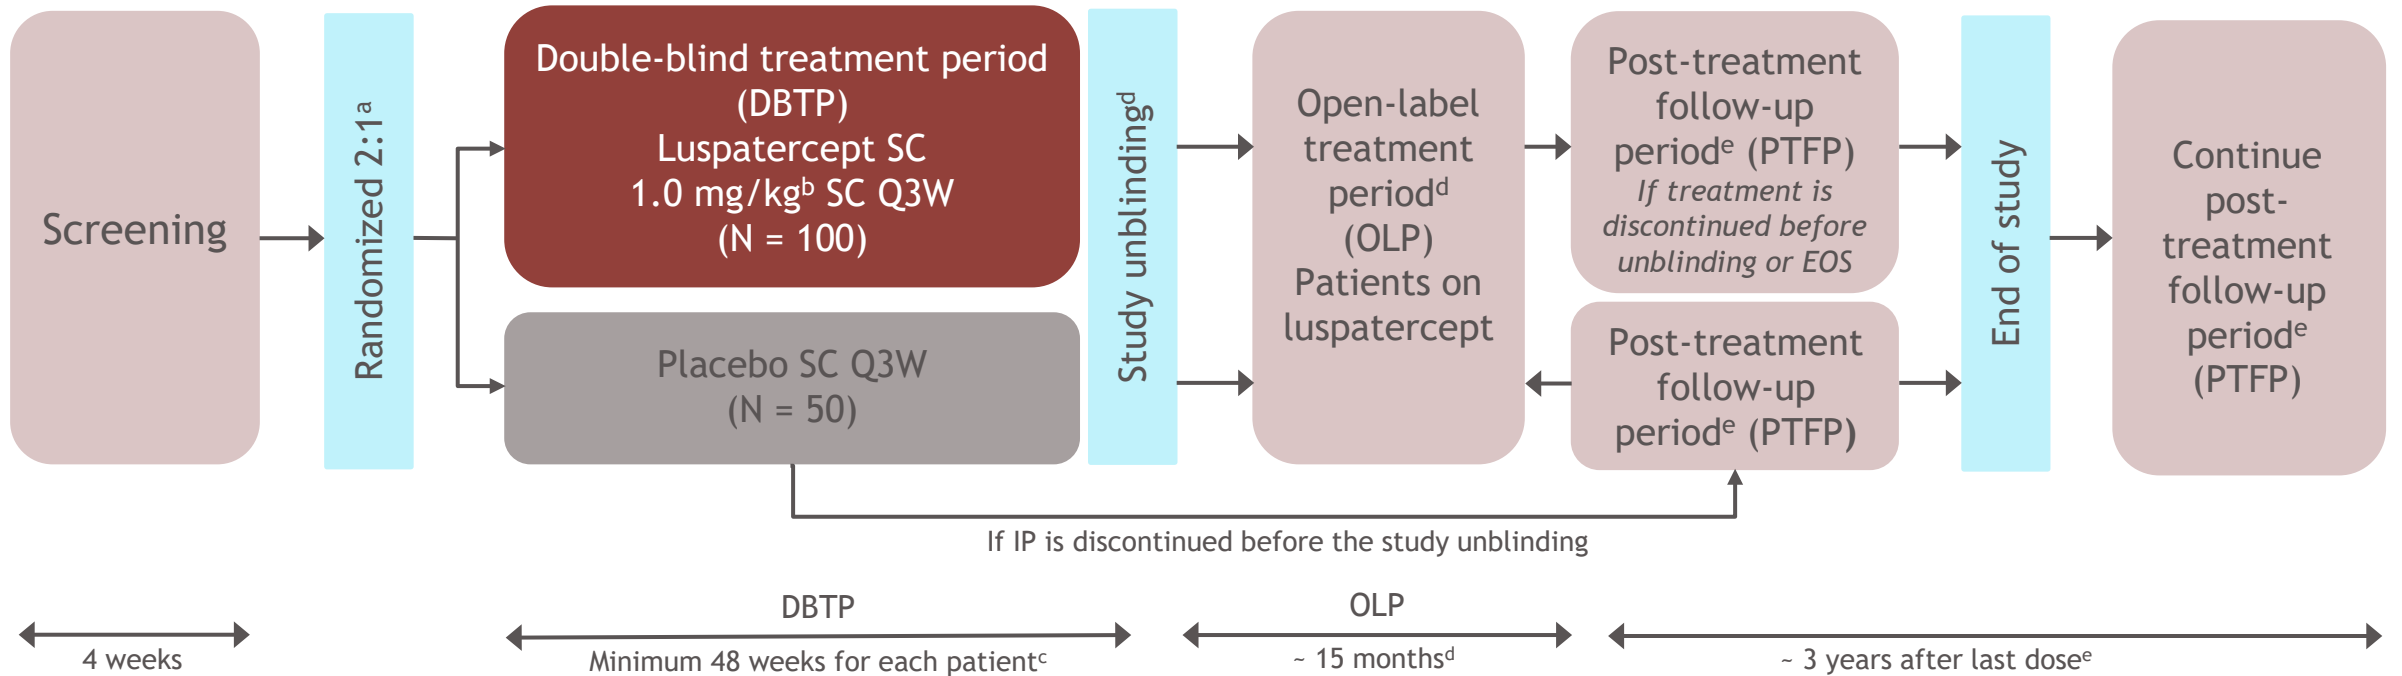 Screening
Randomized 2:1ᵃ
Double-blind treatment period
(DBTP)
Luspatercept SC
1.0 mg/kgᵇ SC Q3W
(N = 100)
Placebo SC Q3W
(N = 50)
Study unblindingᵈ
Open-label
treatment
periodᵈ
(OLP)
Patients on
luspatercept
Post-treatment
follow-up
periodᵉ (PTFP)
If treatment is
discontinued before
unblinding or EOS
Post-treatment
follow-up
periodᵉ (PTFP)
End of study
Continue
post-
treatment
follow-up
periodᵉ
(PTFP)
If IP is discontinued before the study unblinding
4 weeks
DBTP
Minimum 48 weeks for each patientᶜ
OLP
~ 15 monthsᵈ
~ 3 years after last doseᵉ